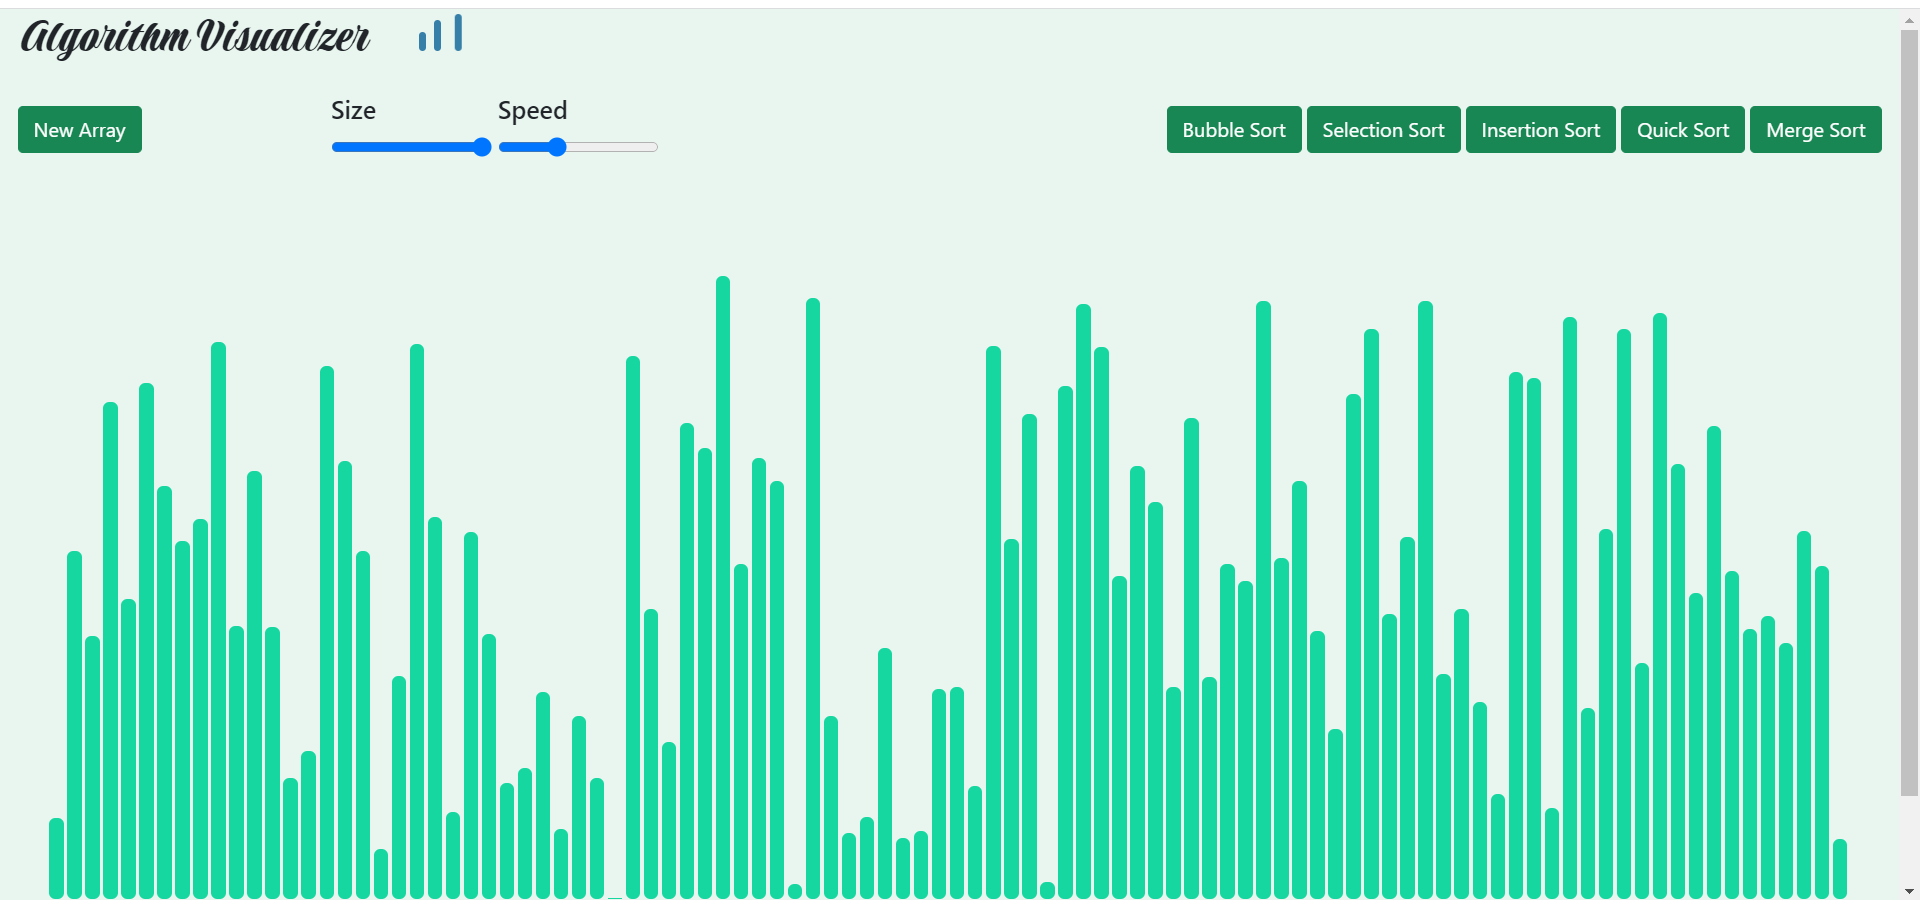 Algorithm Visualizer
New Array
Size
Speed
Bubble Sort
Selection Sort
Insertion Sort
Quick Sort
Merge Sort